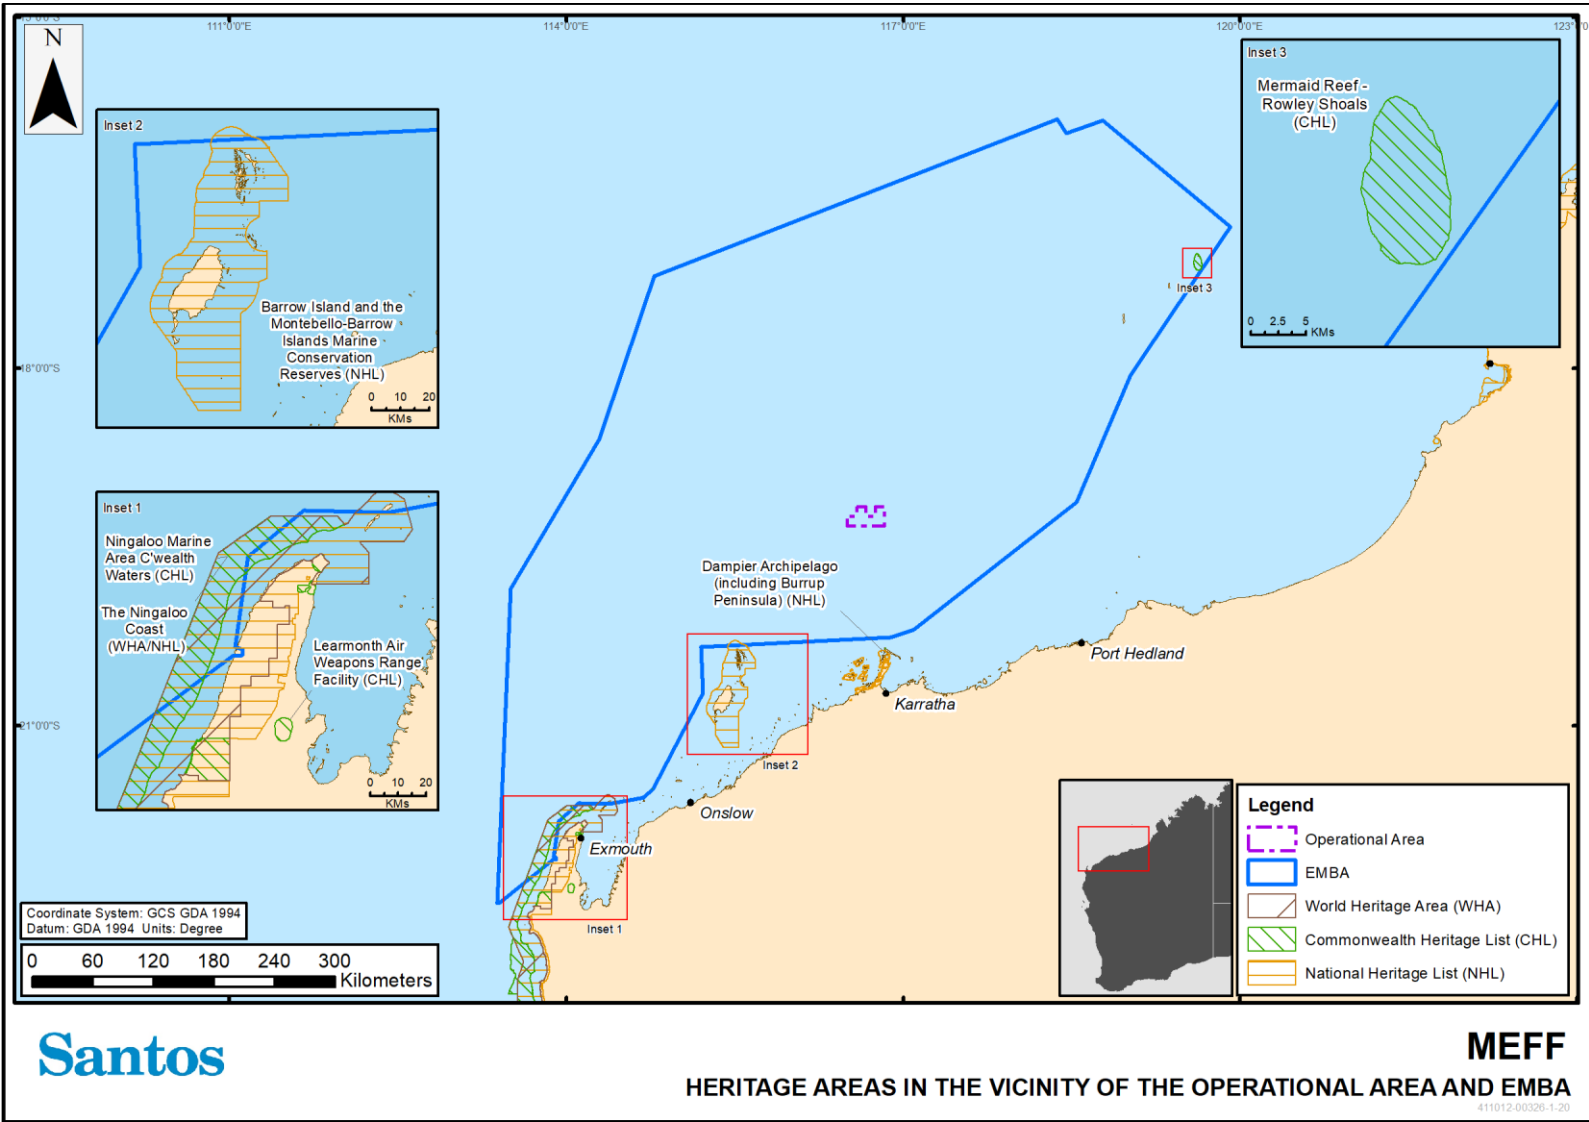 111°0'0"E
114°0'0"E
117°0'0"E
120°0'0"E
18°0'0"S
21°0'0"S
N
Inset 2
Barrow Island and the
Montebello-Barrow
Islands Marine
Conservation
Reserves (NHL)
0 10 20
KMs
Inset 1
Ningaloo Marine
Area C'wealth
Waters (CHL)
The Ningaloo
Coast
(WHA/NHL)
Learmonth Air
Weapons Range
Facility (CHL)
0 10 20
KMs
Inset 3
Mermaid Reef -
Rowley Shoals
(CHL)
0 2.5 5
KMs
Inset 3
Dampier Archipelago
(including Burrup
Peninsula) (NHL)
Port Hedland
Karratha
Inset 2
Onslow
Exmouth
Inset 1
Coordinate System: GCS GDA 1994
Datum: GDA 1994 Units: Degree
0 60 120 180 240 300
Kilometers
Legend
Operational Area
EMBA
World Heritage Area (WHA)
Commonwealth Heritage List (CHL)
National Heritage List (NHL)
Santos
MEFF
HERITAGE AREAS IN THE VICINITY OF THE OPERATIONAL AREA AND EMBA
411012-00326-1-20